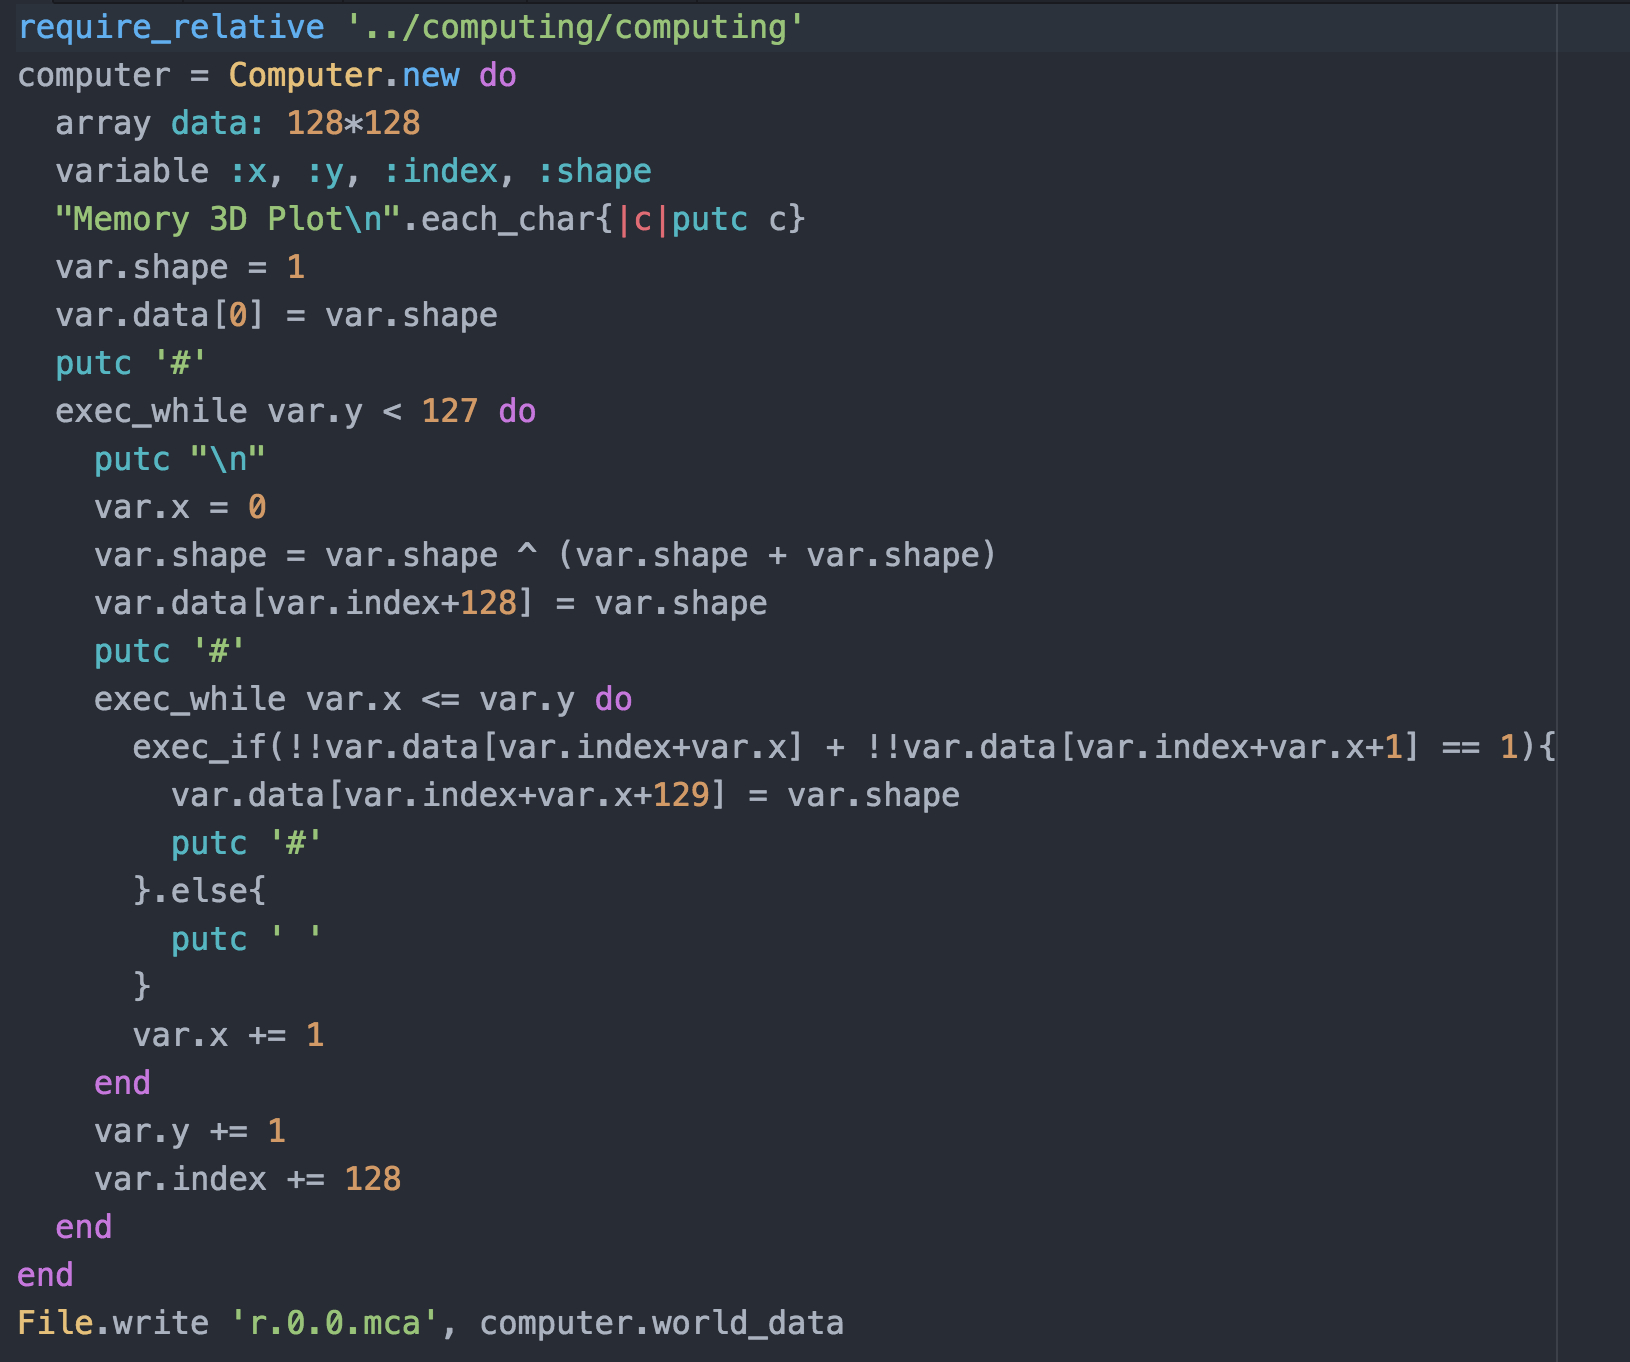 require_relative '../computing/computing'
computer = Computer.new do
  array data: 128*128
  variable :x, :y, :index, :shape
  "Memory 3D Plot\n".each_char{|c|putc c}
  var.shape = 1
  var.data[0] = var.shape
  putc '#'
  exec_while var.y < 127 do
    putc "\n"
    var.x = 0
    var.shape = var.shape ^ (var.shape + var.shape)
    var.data[var.index+128] = var.shape
    putc '#'
    exec_while var.x <= var.y do
      exec_if(!!var.data[var.index+var.x] + !!var.data[var.index+var.x+1] == 1){
        var.data[var.index+var.x+129] = var.shape
        putc '#'
      }.else{
        putc ' '
      }
      var.x += 1
    end
    var.y += 1
    var.index += 128
  end
end
File.write 'r.0.0.mca', computer.world_data